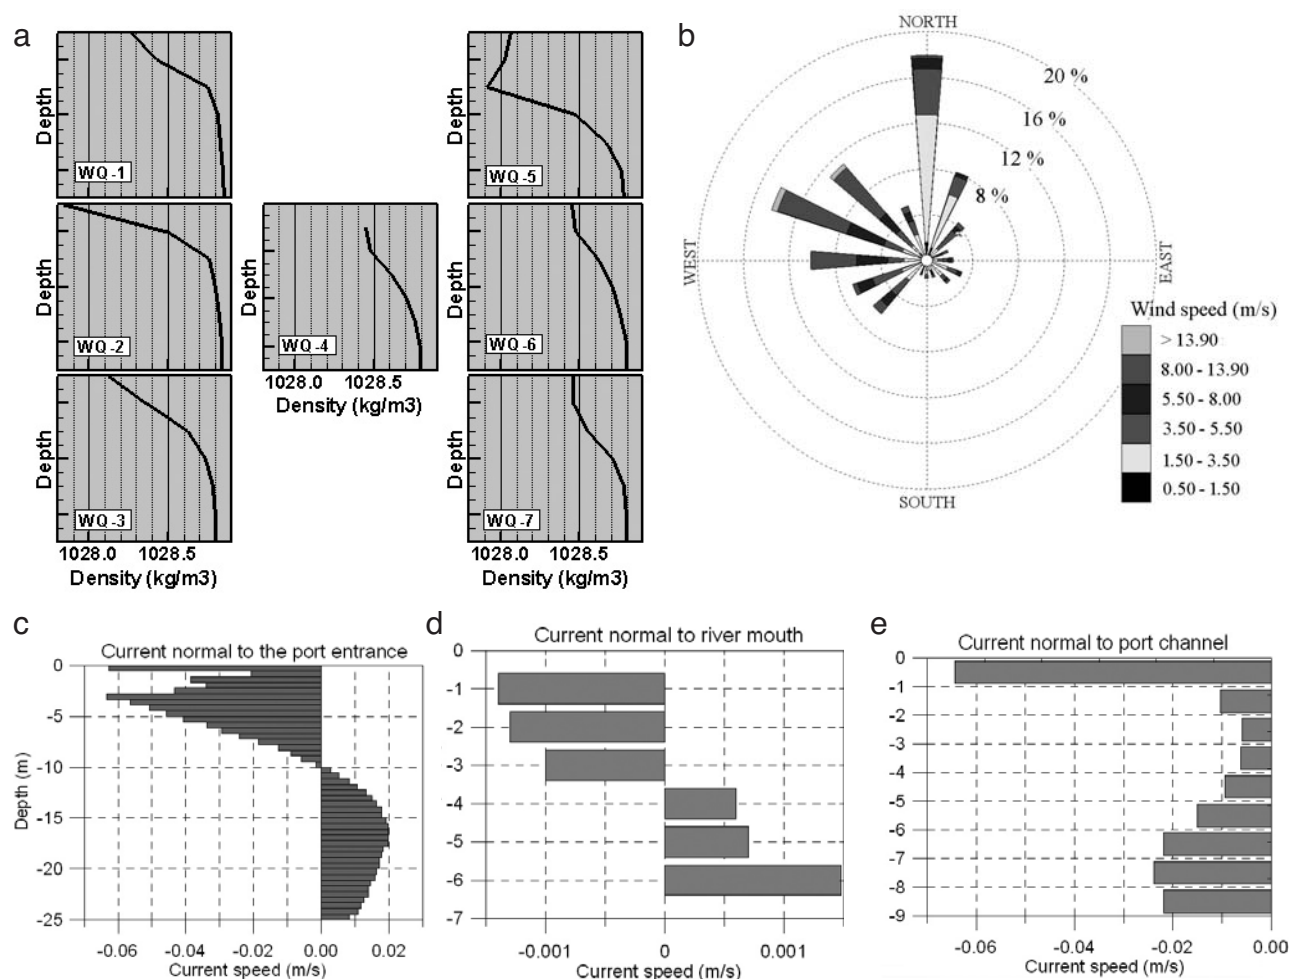 a
Depth
WQ-1
Depth
WQ-2
Depth
WQ-3
1028.0 1028.5
Density (kg/m3)
Depth
WQ-4
1028.0 1028.5
Density (kg/m3)
Depth
WQ-5
Depth
WQ-6
Depth
WQ-7
1028.0 1028.5
Density (kg/m3)
b
NORTH
20 %
16 %
12 %
8 %
WEST
EAST
SOUTH
Wind speed (m/s)
> 13.90
8.00 - 13.90
5.50 - 8.00
3.50 - 5.50
1.50 - 3.50
0.50 - 1.50
c
Current normal to the port entrance
Depth (m)
0
-5
-10
-15
-20
-25
-0.06 -0.04 -0.02 0.00 0.02
Current speed (m/s)
d
Current normal to river mouth
0
-1
-2
-3
-4
-5
-6
-7
-0.001 0 0.001
Current speed (m/s)
e
Current normal to port channel
0
-1
-2
-3
-4
-5
-6
-7
-8
-9
-0.06 -0.04 -0.02 0.00
Current speed (m/s)